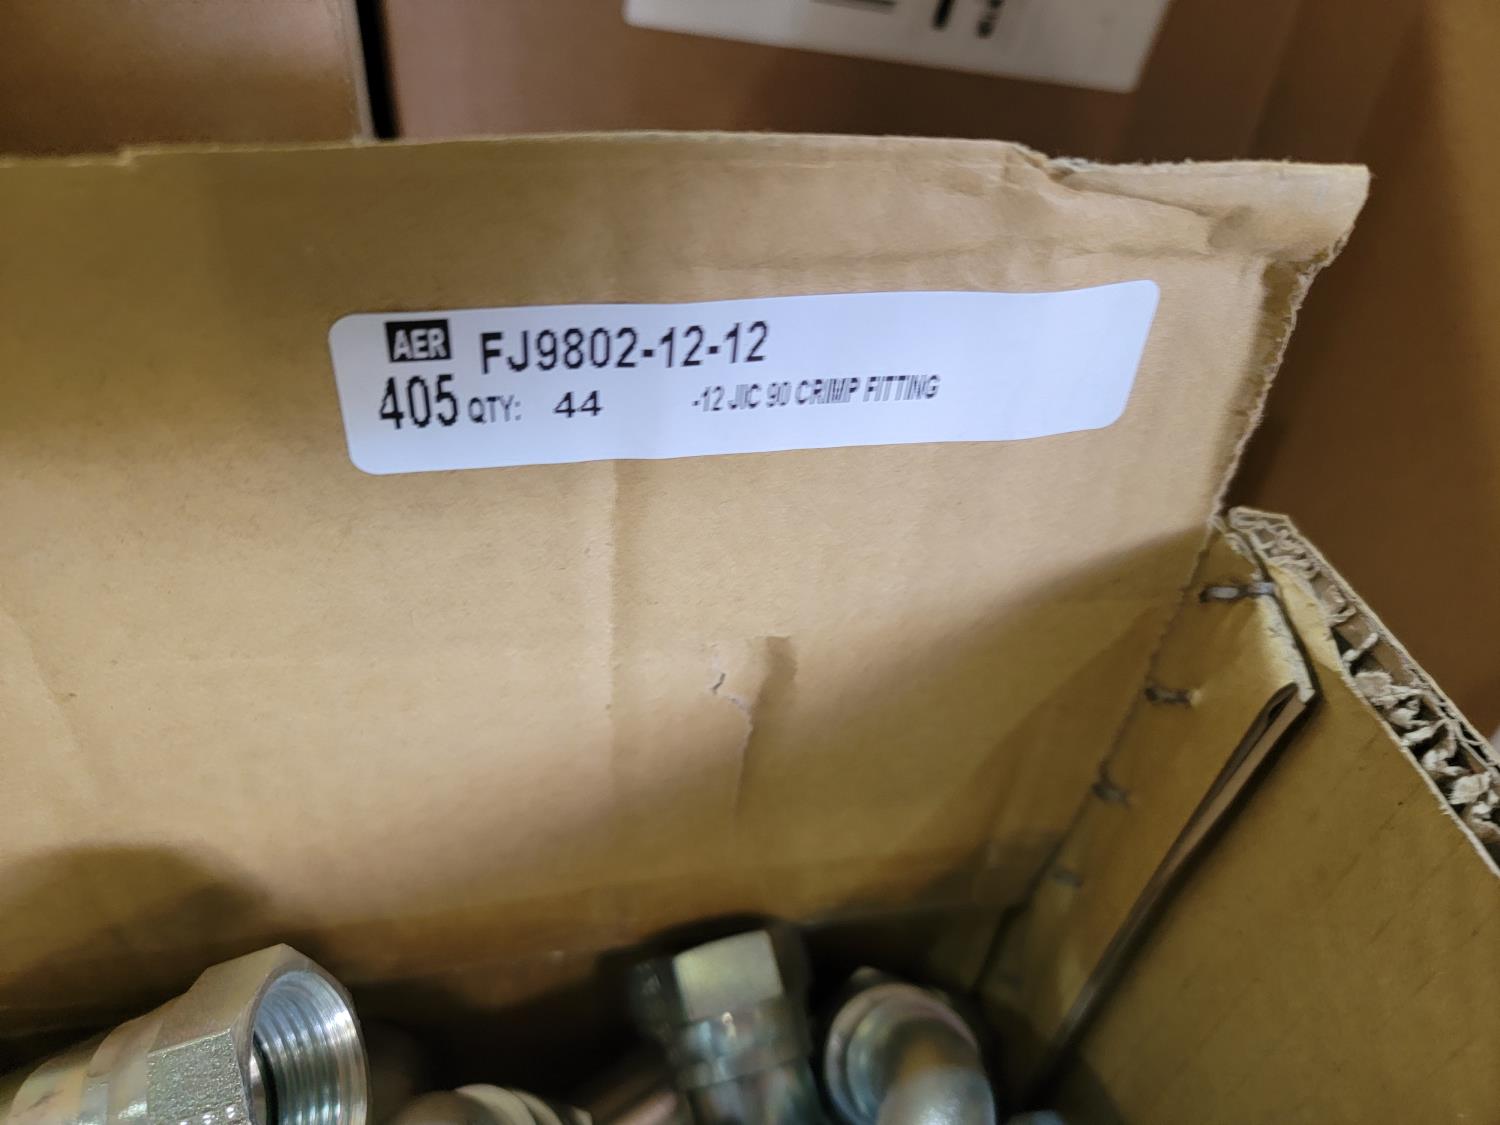 AER FJ9802-12-12
405 QTY: 44 -12 JIC 90 CRIMP FITTING